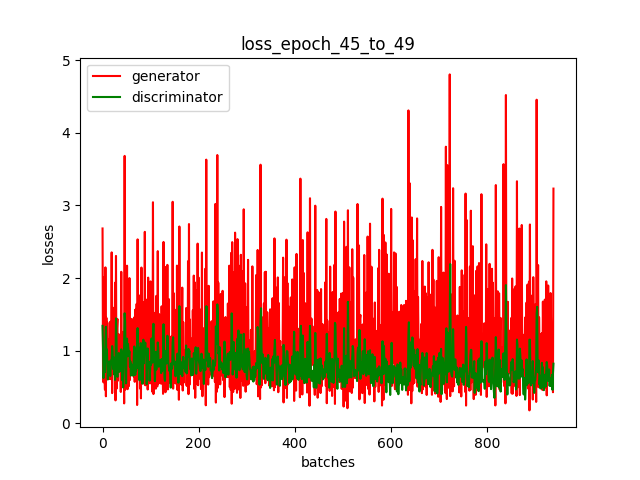 loss_epoch_45_to_49
generator
discriminator
losses
5
4
3
2
1
0
0 200 400 600 800
batches